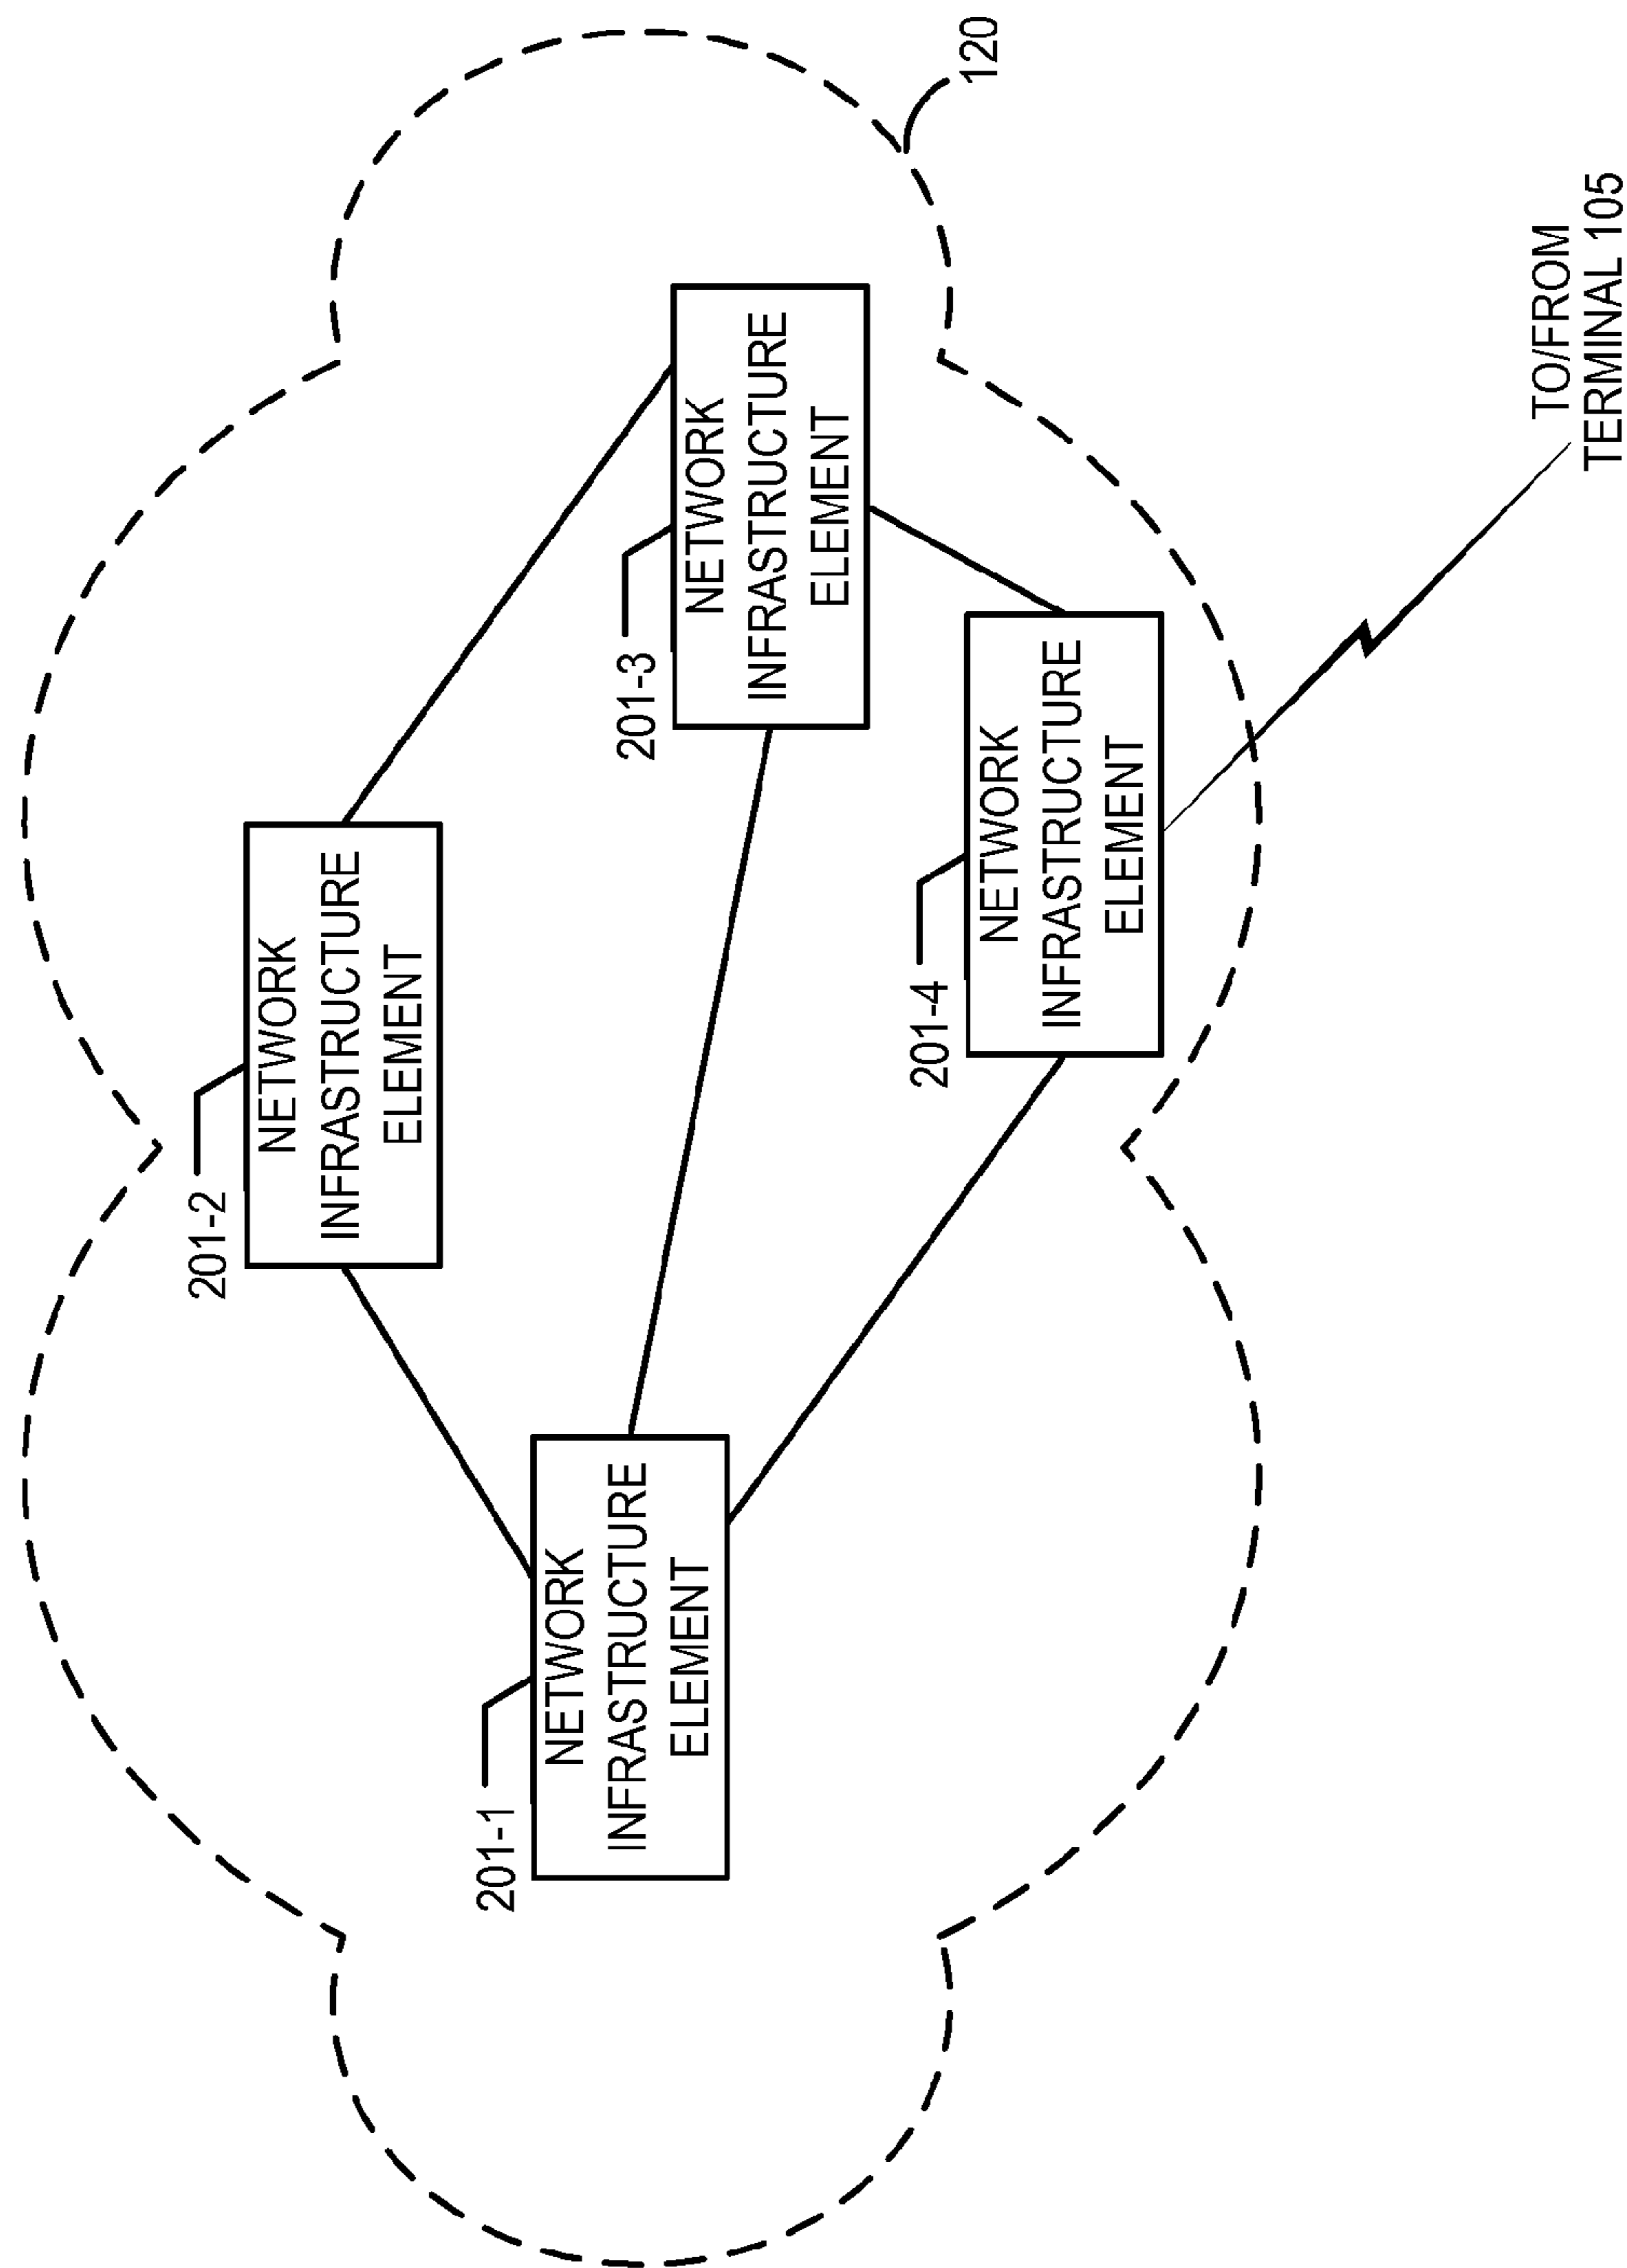 120
201-2
NETWORK
INFRASTRUCTURE
ELEMENT
201-1
NETWORK
INFRASTRUCTURE
ELEMENT
201-3
NETWORK
INFRASTRUCTURE
ELEMENT
201-4
NETWORK
INFRASTRUCTURE
ELEMENT
TO/FROM
TERMINAL 105